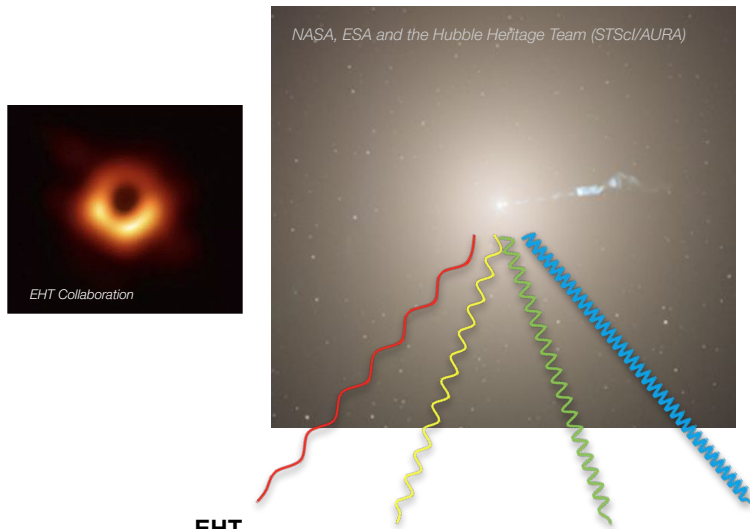 NASA, ESA and the Hubble Heritage Team (STScI/AURA)
EHT Collaboration
EHT